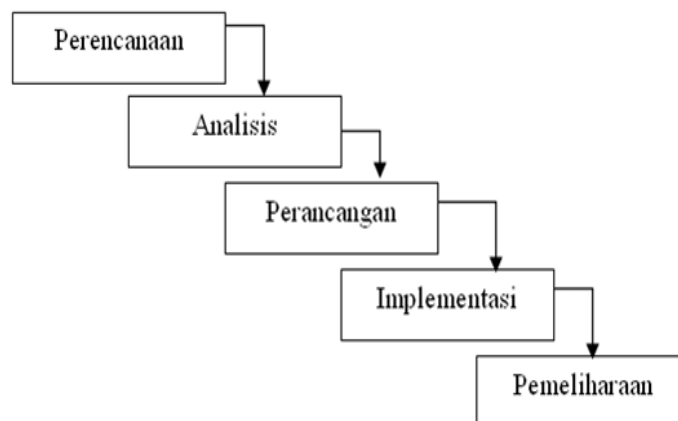 Perencanaan
Analisis
Perancangan
Implementasi
Pemeliharaan